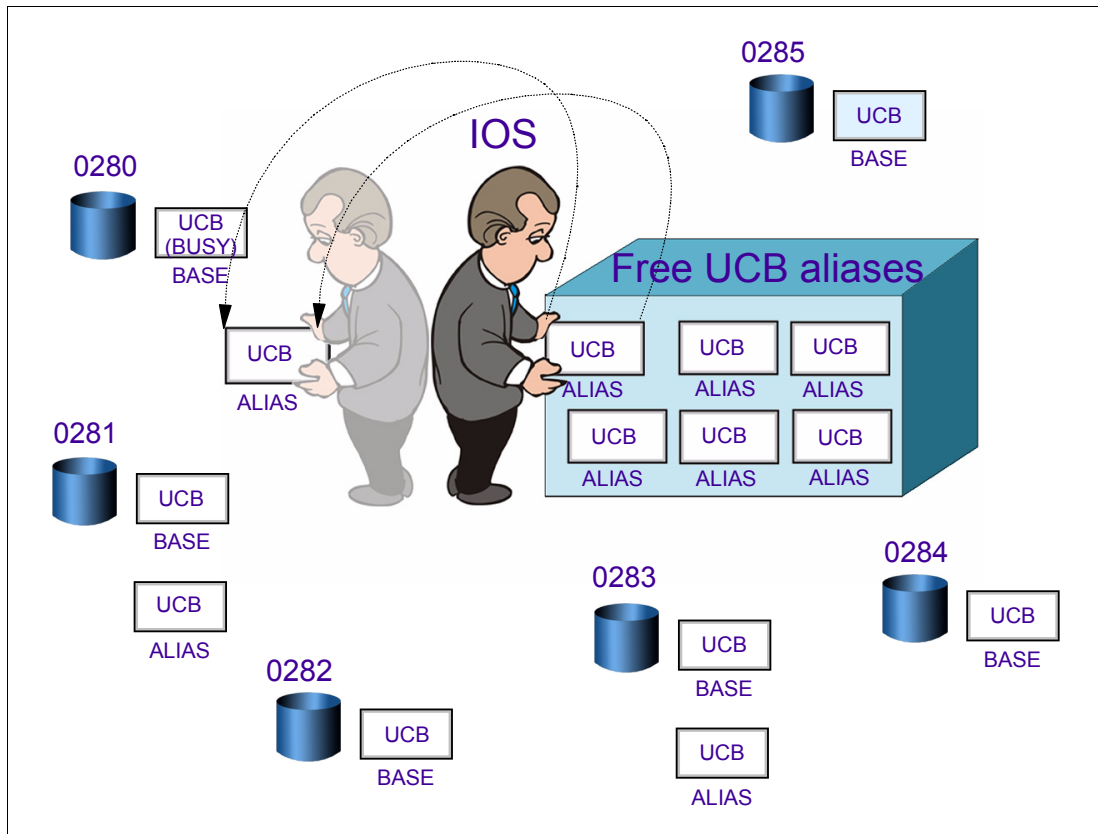 0285
UCB
BASE
IOS
0280
UCB
(BUSY)
BASE
Free UCB aliases
UCB
ALIAS
UCB
ALIAS
UCB
ALIAS
UCB
ALIAS
UCB
ALIAS
UCB
ALIAS
UCB
ALIAS
0281
UCB
BASE
UCB
ALIAS
0282
UCB
BASE
0283
UCB
BASE
UCB
ALIAS
0284
UCB
BASE